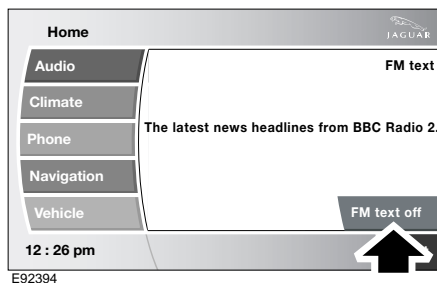 Home
JAGUAR
Audio
FM text
Climate
The latest news headlines from BBC Radio 2.
Phone
Navigation
Vehicle
FM text off
12 : 26 pm
E92394